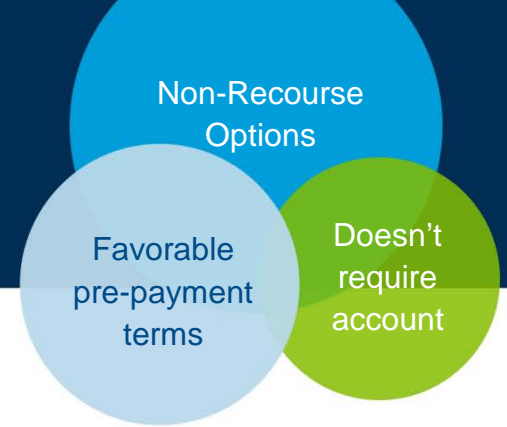 Non-Recourse
Options
Favorable
pre-payment
terms
Doesn't
require
account